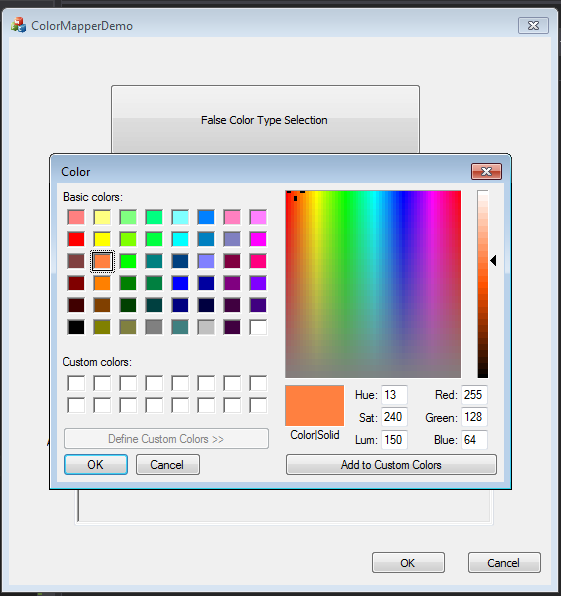 ColorMapperDemo
False Color Type Selection
Color
Basic colors:
Custom colors:
Define Custom Colors >>
OK Cancel
Color|Solid
Hue: 13 Red: 255
Sat: 240 Green: 128
Lum: 150 Blue: 64
Add to Custom Colors
OK Cancel